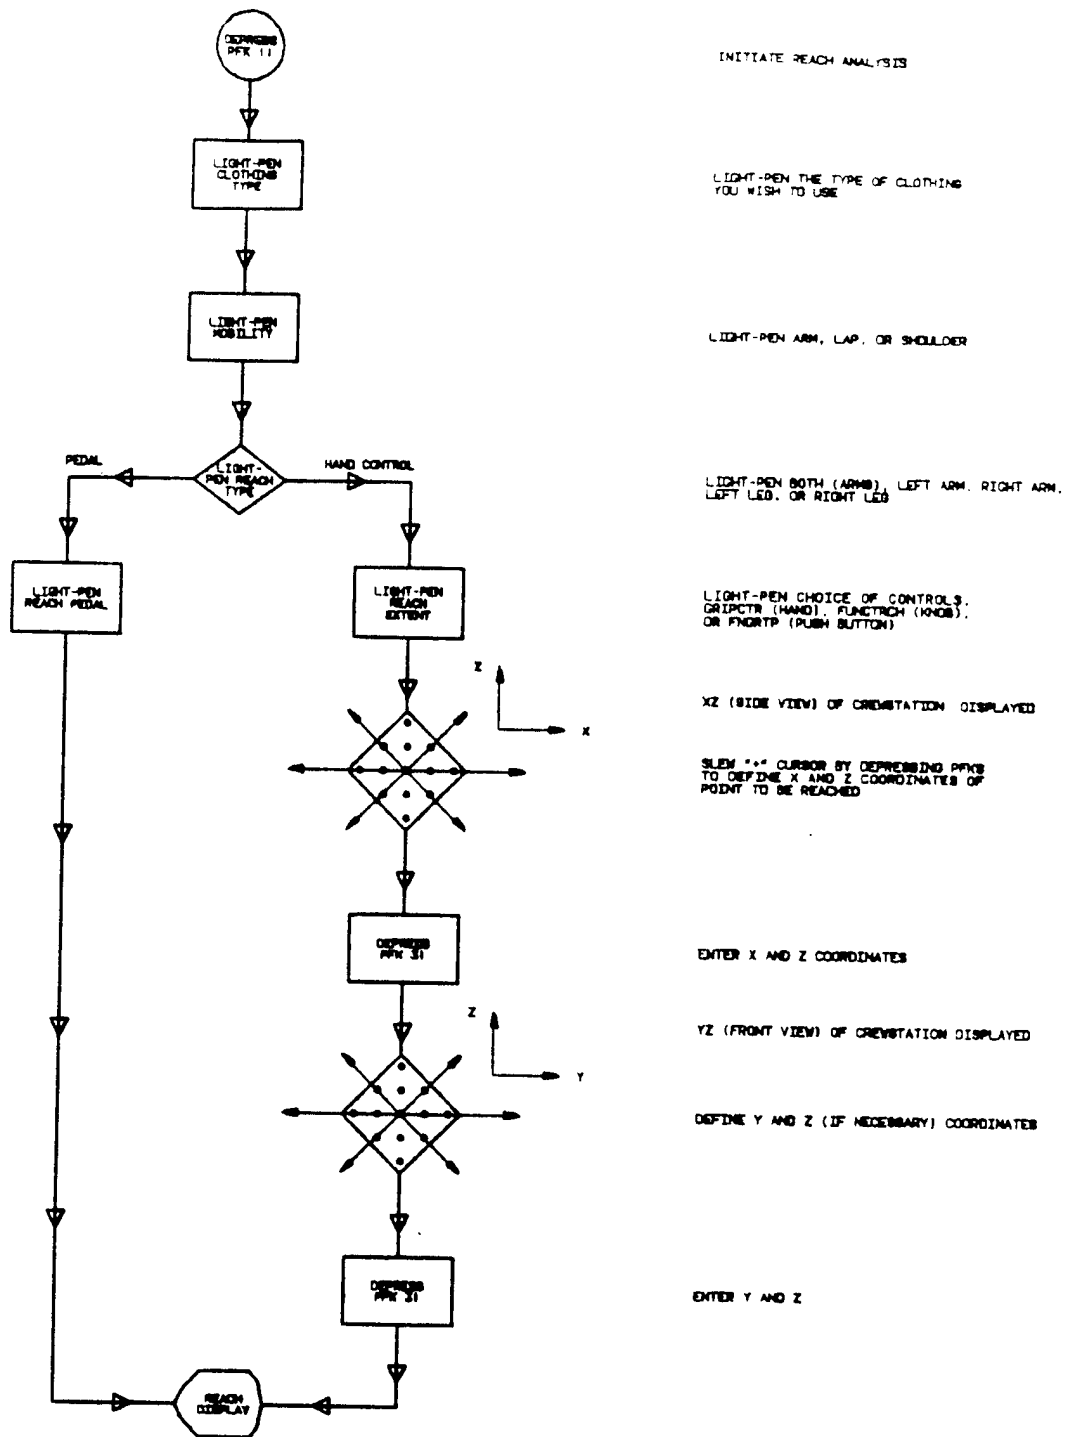 DEPRESS
PFK 11
INITIATE REACH ANALYSIS
LIGHT-PEN
CLOTHING
TYPE
LIGHT-PEN THE TYPE OF CLOTHING
YOU WISH TO USE
LIGHT-PEN
MOBILITY
LIGHT-PEN ARM, LAP, OR SHOULDER
PEDAL
LIGHT-
PEN REACH
TYPE
HAND CONTROL
LIGHT-PEN BOTH (ARMS), LEFT ARM, RIGHT ARM,
LEFT LEG, OR RIGHT LEG
LIGHT-PEN
REACH PEDAL
LIGHT-PEN
REACH
EXTENT
LIGHT-PEN CHOICE OF CONTROLS,
GRIPCTR (HAND), FUNCTRCH (KNOB),
OR FNGRTP (PUSH BUTTON)
Z
X
XZ (SIDE VIEW) OF CREWSTATION DISPLAYED
SLEW "+" CURSOR BY DEPRESSING PFKS
TO DEFINE X AND Z COORDINATES OF
POINT TO BE REACHED
DEPRESS
PFK 31
ENTER X AND Z COORDINATES
Z
Y
YZ (FRONT VIEW) OF CREWSTATION DISPLAYED
DEFINE Y AND Z (IF NECESSARY) COORDINATES
DEPRESS
PFK 31
ENTER Y AND Z
REACH
DISPLAY